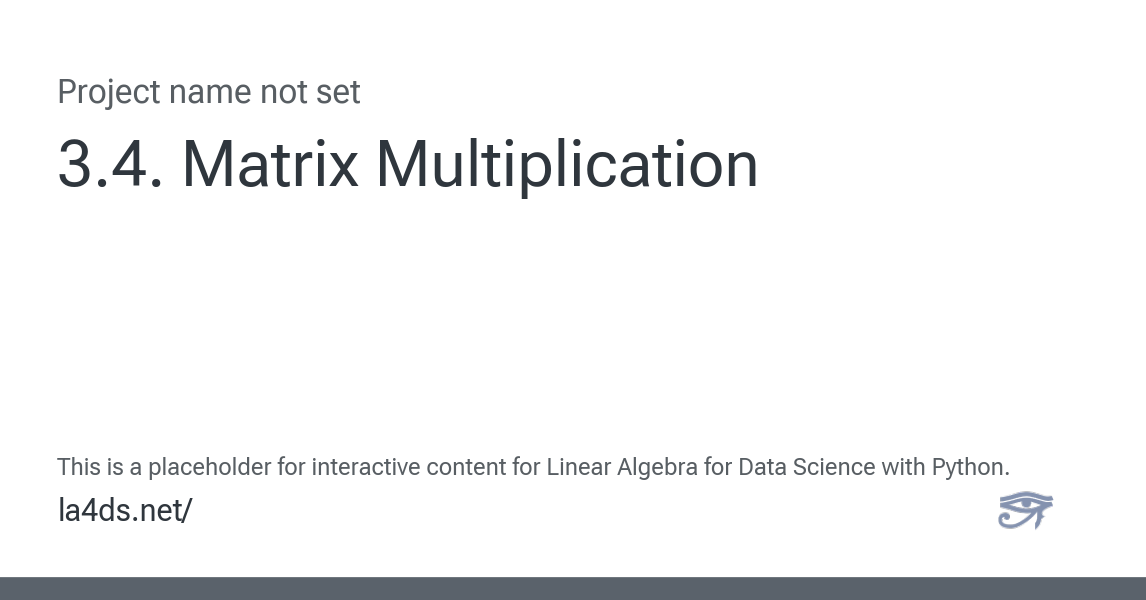 Project name not set
3.4. Matrix Multiplication
This is a placeholder for interactive content for Linear Algebra for Data Science with Python.
la4ds.net/